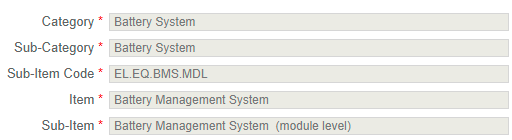 Category * Battery System
Sub-Category * Battery System
Sub-Item Code * EL.EQ.BMS.MDL
Item * Battery Management System
Sub-Item * Battery Management System (module level)